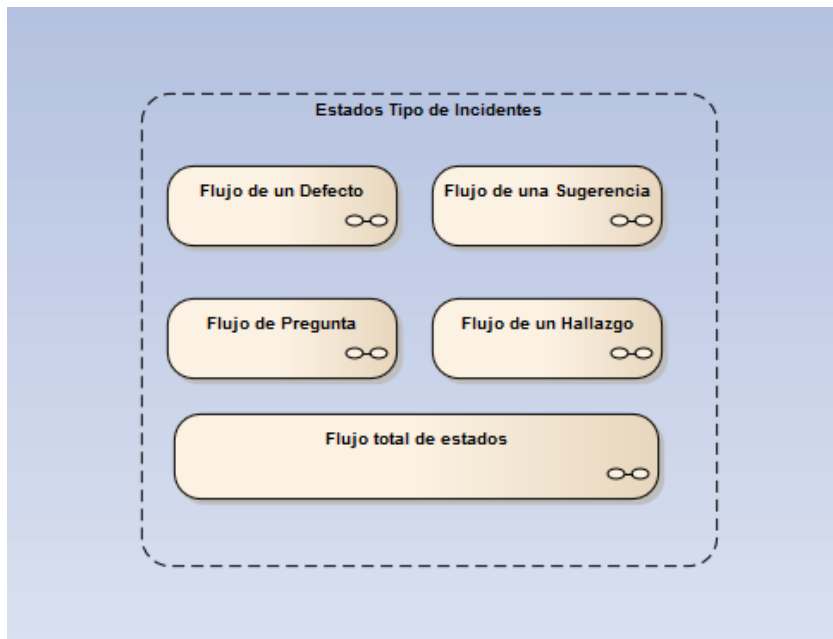 Estados Tipo de Incidentes
Flujo de un Defecto
Flujo de una Sugerencia
Flujo de Pregunta
Flujo de un Hallazgo
Flujo total de estados